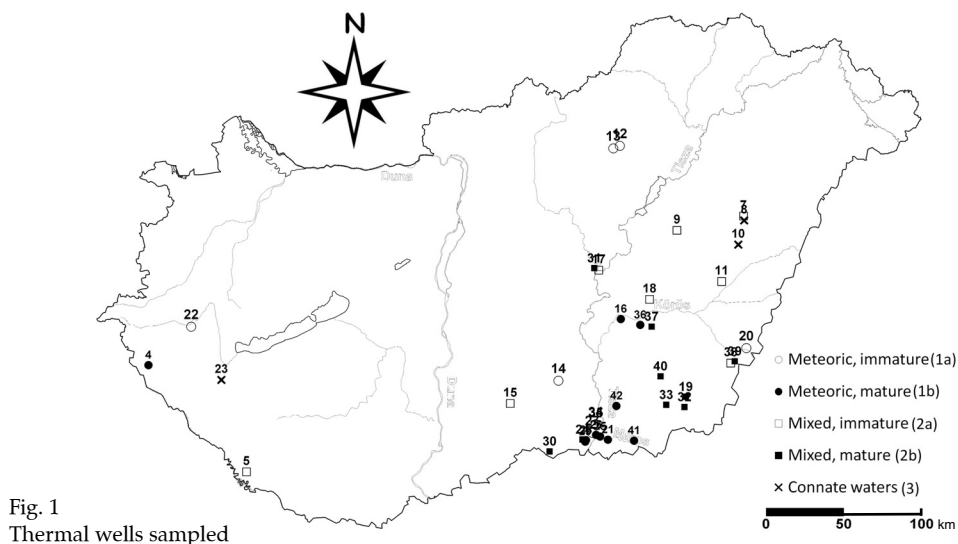 N
13 12
Duna
Tisza
7
8
9
10
31 17
11
18
Körös
22
16 36 37
20
4
38 39
23
14
40
15
42
33 19
32
21 41
30
5
Duna
Maros
Meteoric, immature (1a)
Meteoric, mature (1b)
Mixed, immature (2a)
Mixed, mature (2b)
Connate waters (3)
0 50 100 km
Fig. 1
Thermal wells sampled